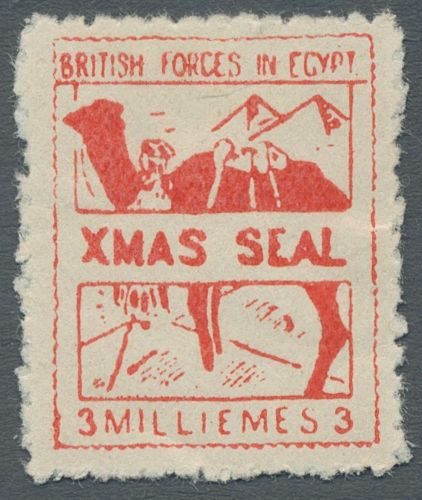 BRITISH FORCES IN EGYPT
XMAS SEAL
3 MILLIEMES 3